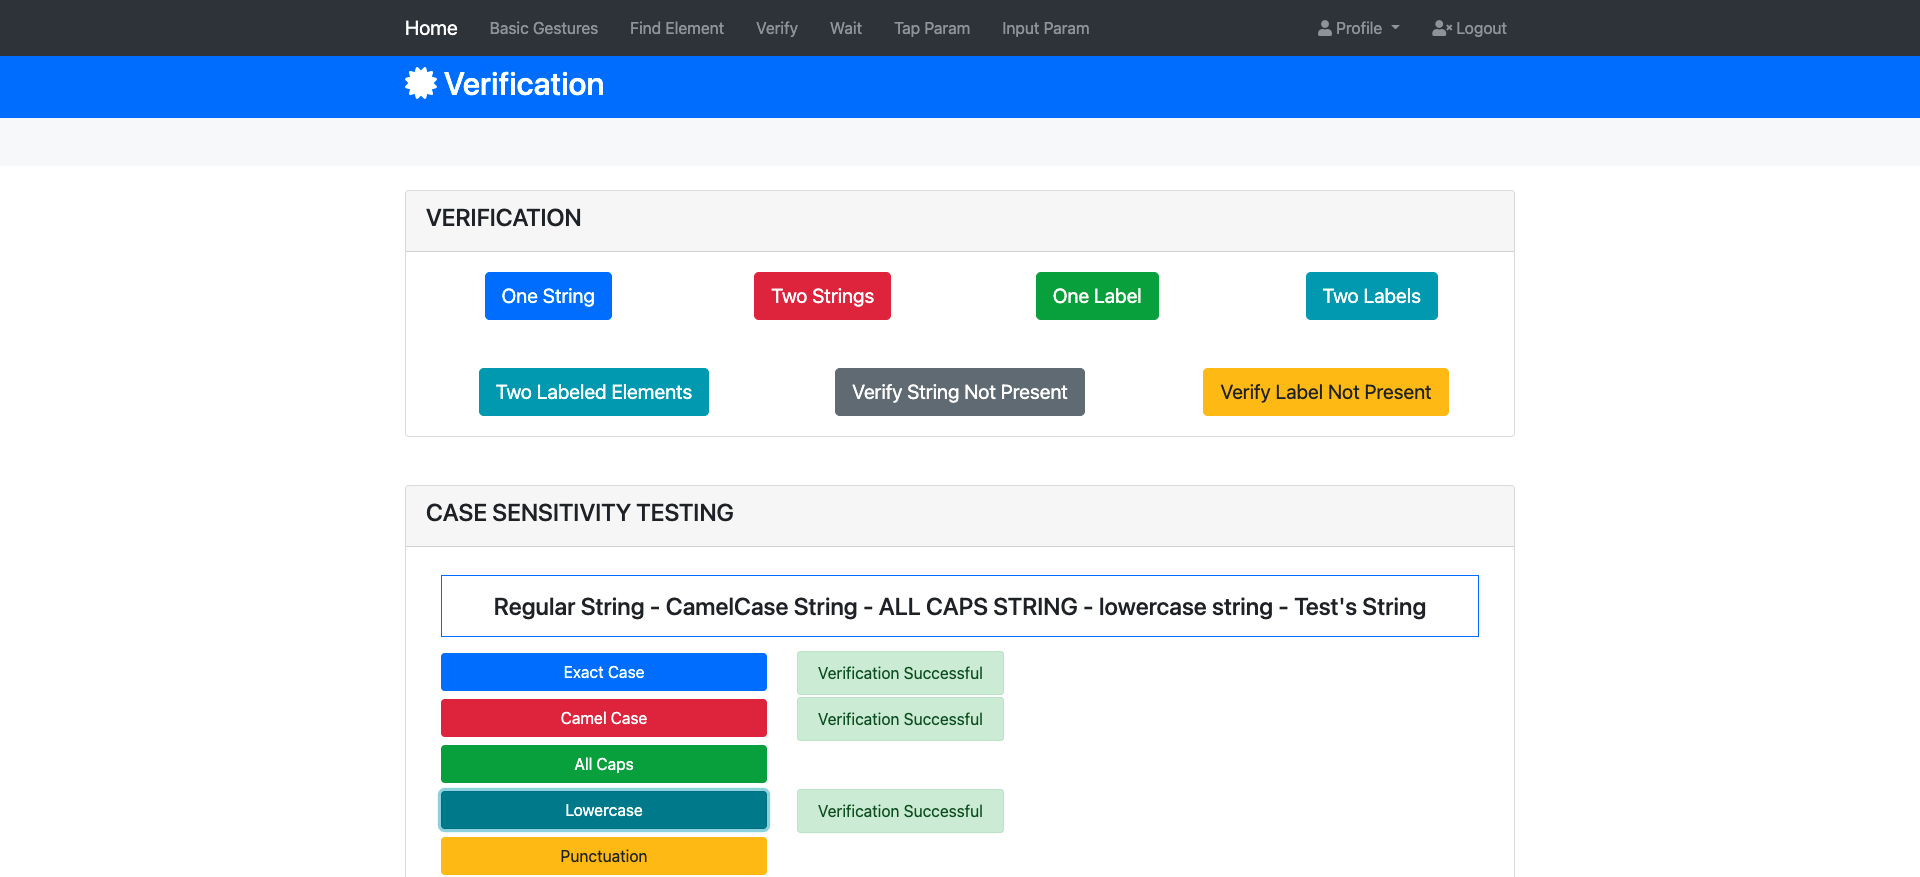 Home Basic Gestures Find Element Verify Wait Tap Param Input Param Profile Logout
Verification
VERIFICATION
One String Two Strings One Label Two Labels
Two Labeled Elements Verify String Not Present Verify Label Not Present
CASE SENSITIVITY TESTING
Regular String - CamelCase String - ALL CAPS STRING - lowercase string - Test's String
Exact Case Verification Successful
Camel Case Verification Successful
All Caps
Lowercase Verification Successful
Punctuation